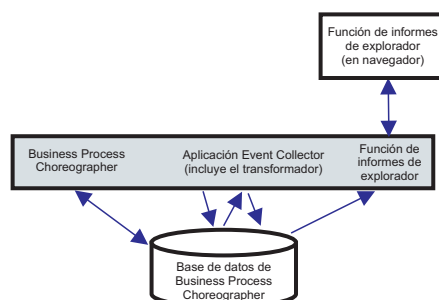 Función de informes
de explorador
(en navegador)
Business Process
Choreographer
Aplicación Event Collector
(incluye el transformador)
Función de
informes de
explorador
Base de datos de
Business Process
Choreographer